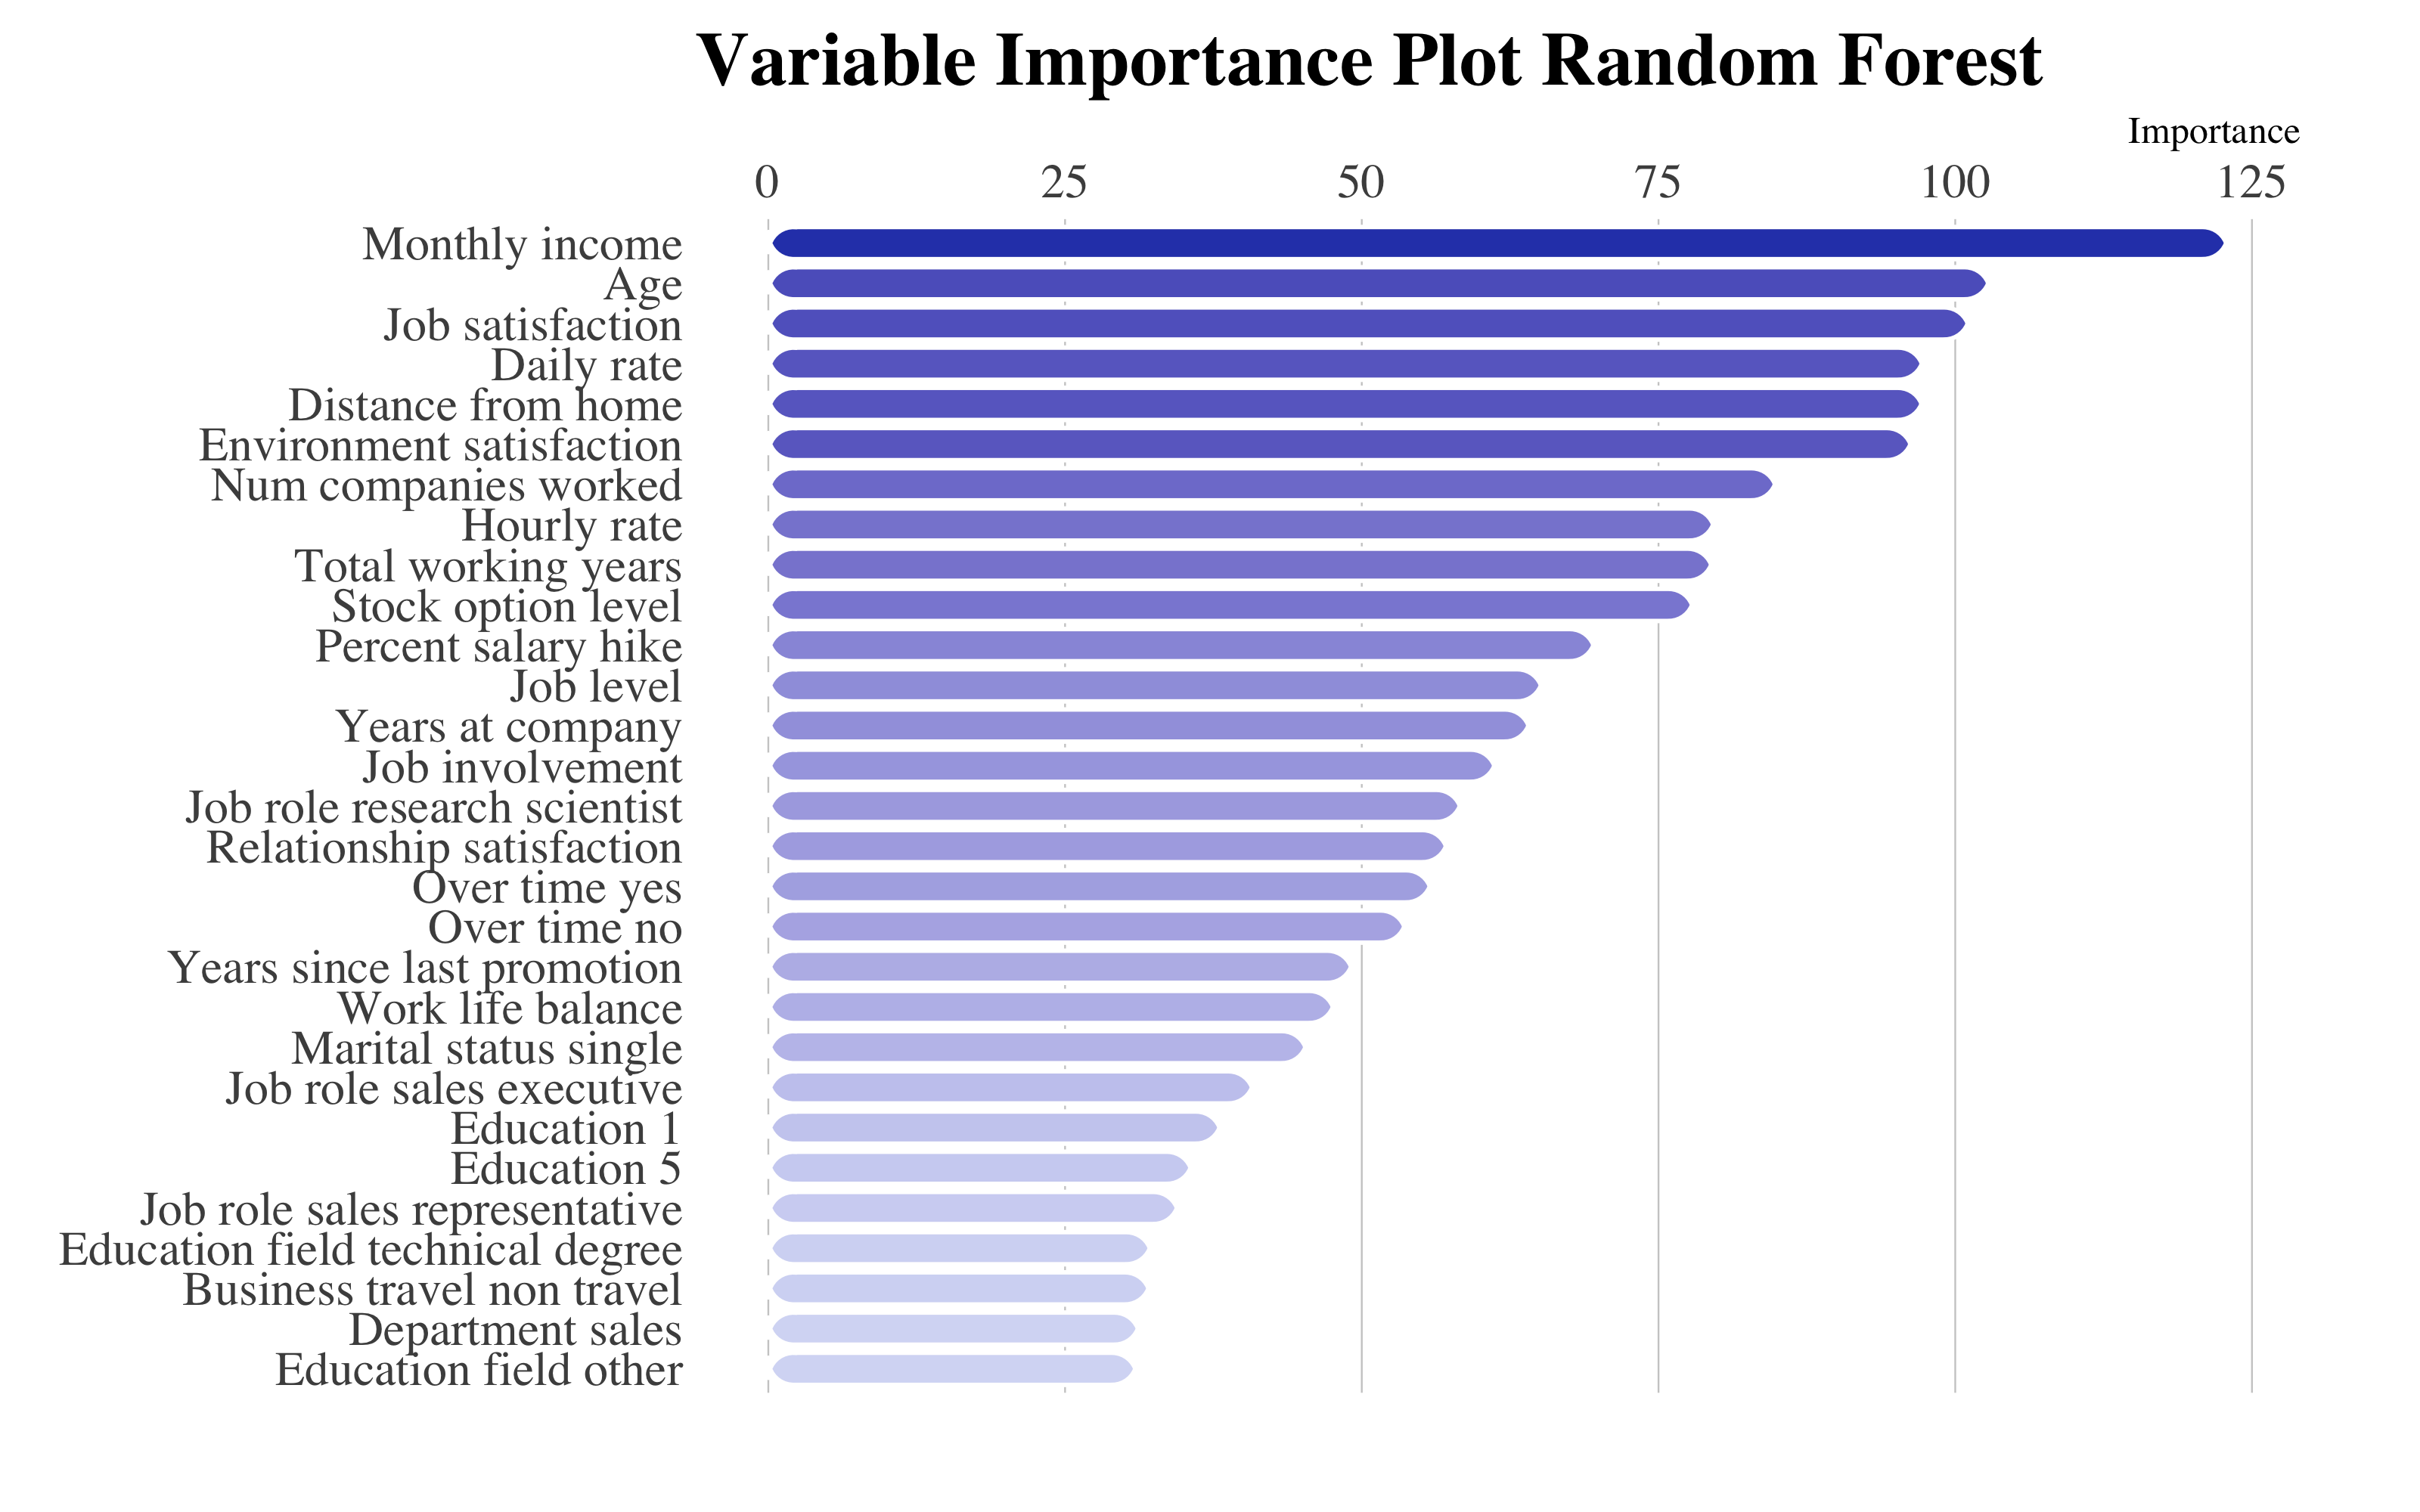 Variable Importance Plot Random Forest
Importance
0 25 50 75 100 125
Monthly income
Age
Job satisfaction
Daily rate
Distance from home
Environment satisfaction
Num companies worked
Hourly rate
Total working years
Stock option level
Percent salary hike
Job level
Years at company
Job involvement
Job role research scientist
Relationship satisfaction
Over time yes
Over time no
Years since last promotion
Work life balance
Marital status single
Job role sales executive
Education 1
Education 5
Job role sales representative
Education field technical degree
Business travel non travel
Department sales
Education field other